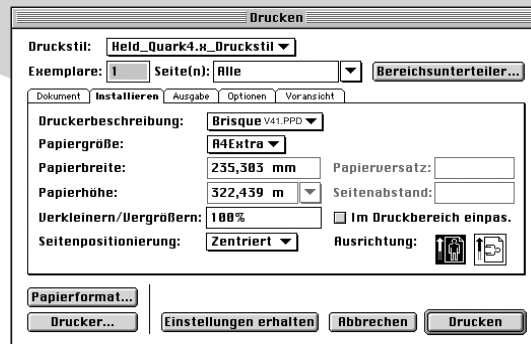 Drucken
Druckstil: Held_Quark4.x_Druckstil
Exemplare: 1 Seite(n): Alle Bereichsunterteiler...
Dokument Installieren Ausgabe Optionen Voransicht
Druckerbeschreibung: Brisque V41.PPD
Papiergröße: A4Extra
Papierbreite: 235,303 mm Papierversatz:
Papierhöhe: 322,439 m Seitenabstand:
Verkleinern/Vergrößern: 100% Im Druckbereich einpas.
Seitenpositionierung: Zentriert Ausrichtung:
Papierformat...
Drucker... Einstellungen erhalten Abbrechen Drucken